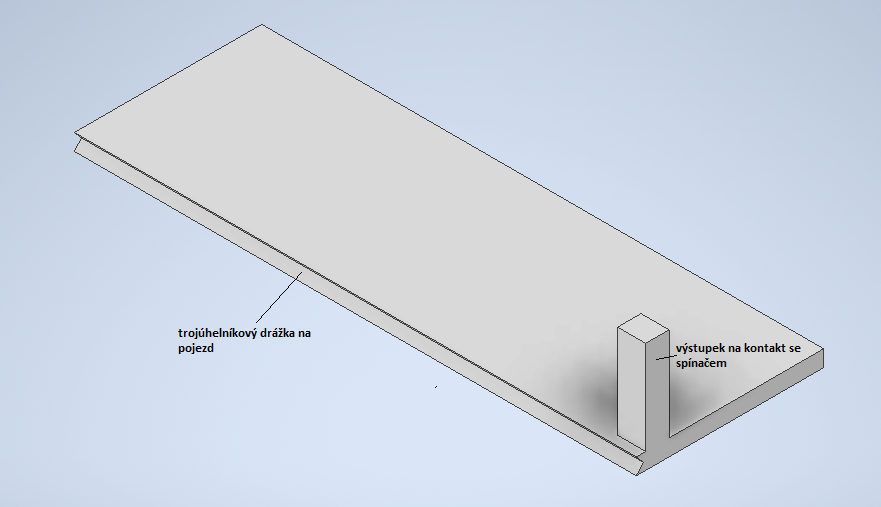 trojúhelníkový drážka na
pojezd
výstupek na kontakt se
spínačem